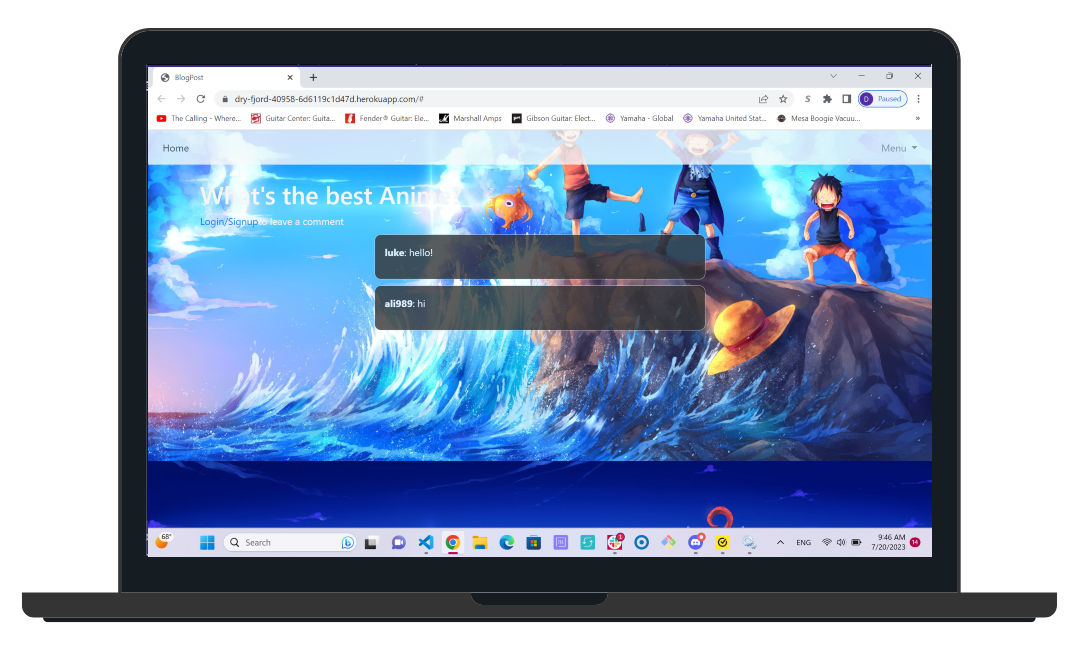 BlogPost
dry-fjord-40958-6d6119c1d47d.herokuapp.com/#
S
D Paused
The Calling - Where... Guitar Center: Guita... Fender® Guitar: Ele... Marshall Amps Gibson Guitar: Elect... Yamaha - Global Yamaha United Stat... Mesa Boogie Vacuu... »
Home Menu
What's the best Anime
Login/Signup to leave a comment
luke: hello!
ali989: hi
68° Search ENG 9:46 AM 14
7/20/2023